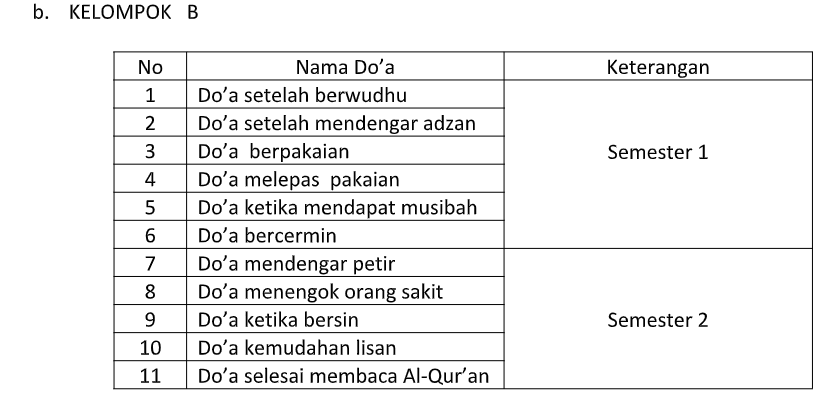 b. KELOMPOK B
No Nama Do’a Keterangan
1 Do’a setelah berwudhu
2 Do’a setelah mendengar adzan
3 Do’a berpakaian Semester 1
4 Do’a melepas pakaian
5 Do’a ketika mendapat musibah
6 Do’a bercermin
7 Do’a mendengar petir
8 Do’a menengok orang sakit
9 Do’a ketika bersin Semester 2
10 Do’a kemudahan lisan
11 Do’a selesai membaca Al-Qur’an